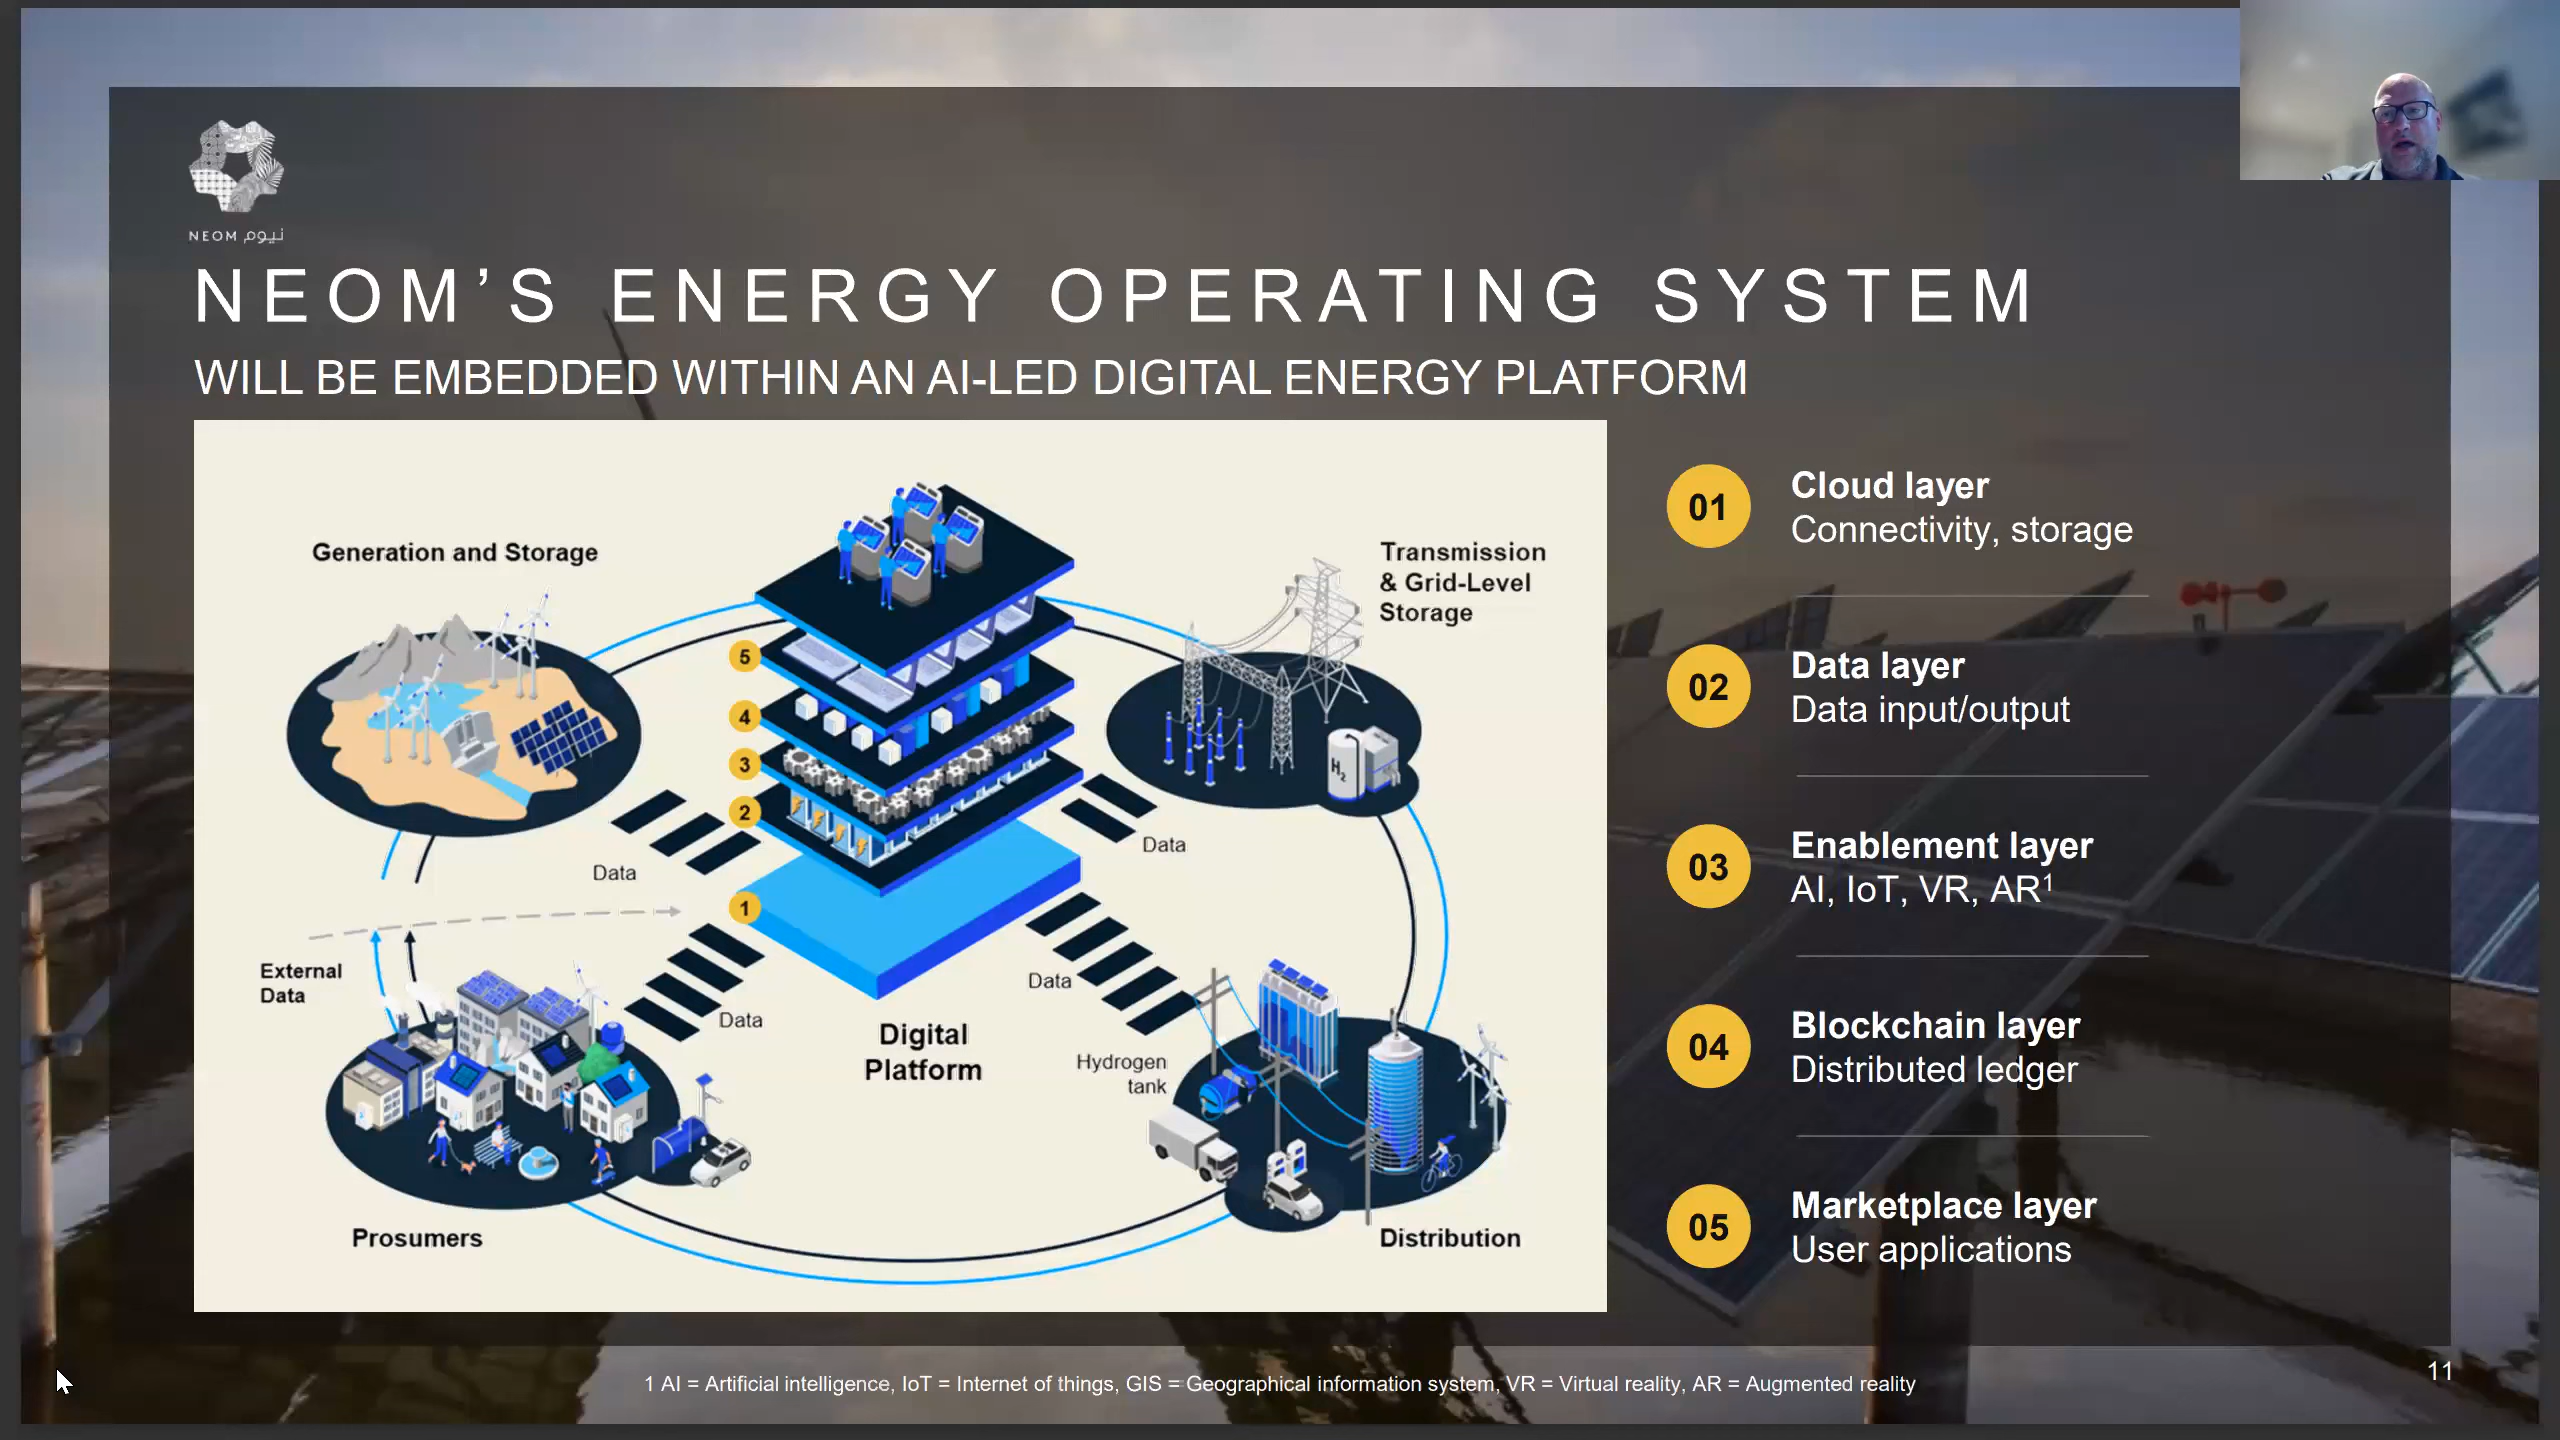 NEOM نيوم
NEOM’S ENERGY OPERATING SYSTEM
WILL BE EMBEDDED WITHIN AN AI-LED DIGITAL ENERGY PLATFORM
Generation and Storage
Transmission
& Grid-Level
Storage
5
4
3
2
1
Data
Data
Data
Data
H2
External
Data
Digital
Platform
Hydrogen
tank
Prosumers
Distribution
01
Cloud layer
Connectivity, storage
02
Data layer
Data input/output
03
Enablement layer
AI, IoT, VR, AR1
04
Blockchain layer
Distributed ledger
05
Marketplace layer
User applications
1 AI = Artificial intelligence, IoT = Internet of things, GIS = Geographical information system, VR = Virtual reality, AR = Augmented reality
11